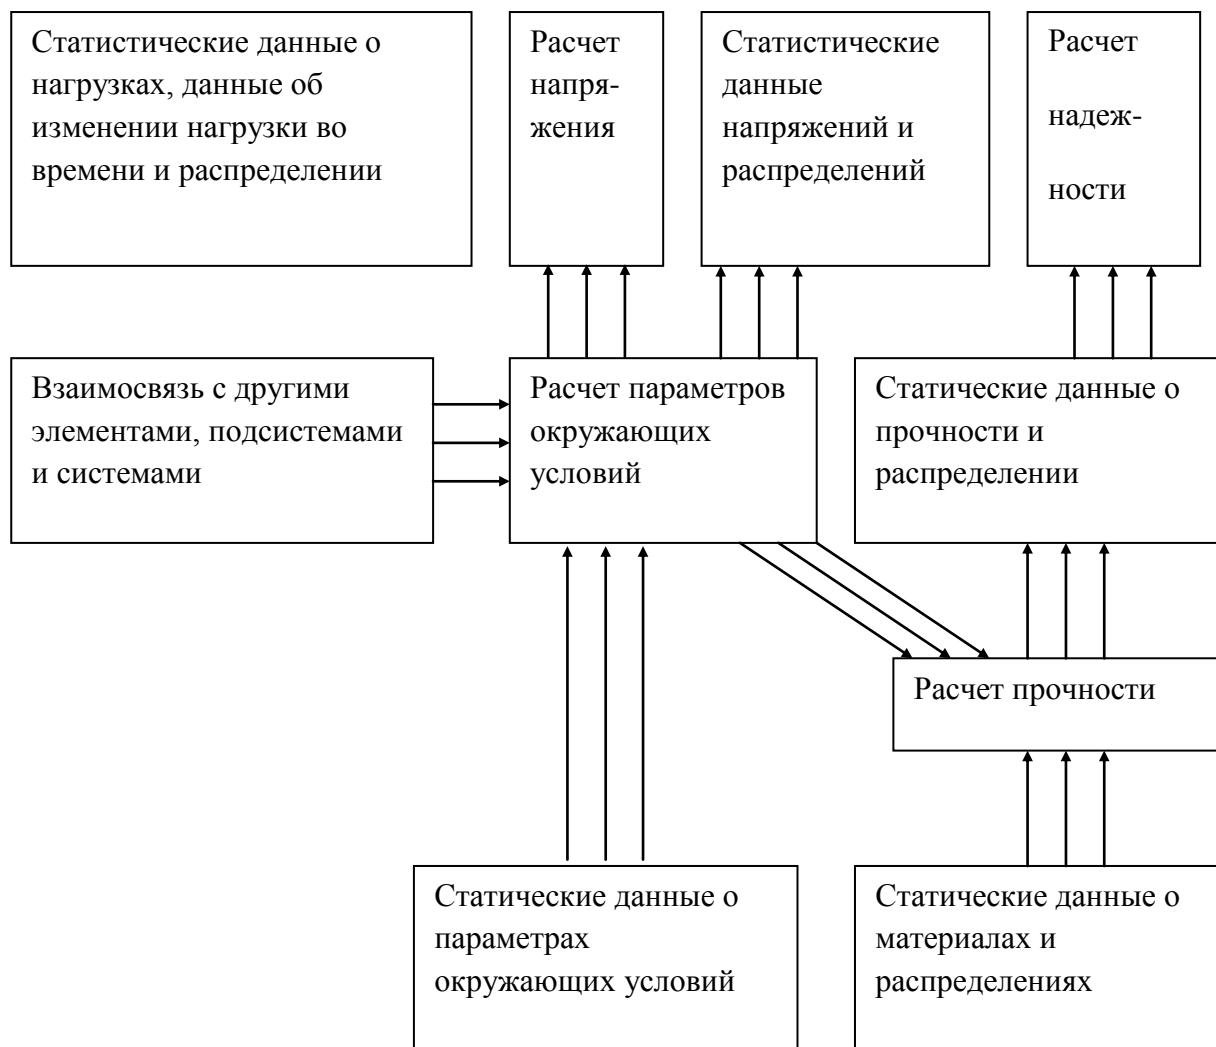 Статистические данные о
нагрузках, данные об
изменении нагрузки во
времени и распределении
Расчет
напря-
жения
Статистические
данные
напряжений и
распределений
Расчет
надеж-
ности
Взаимосвязь с другими
элементами, подсистемами
и системами
Расчет параметров
окружающих
условий
Статические данные о
прочности и
распределении
Расчет прочности
Статические данные о
параметрах
окружающих условий
Статические данные о
материалах и
распределениях